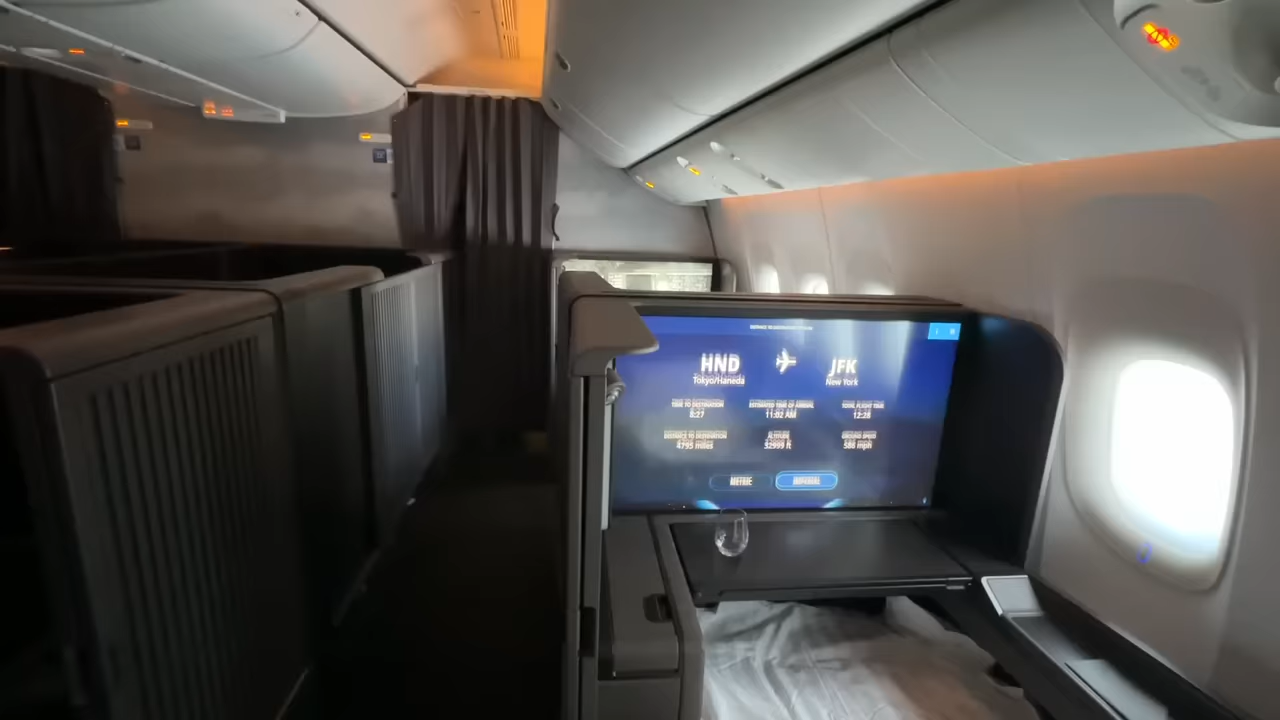 HND
JFK
Tokyo/Haneda
New York
TIME TO DESTINATION
ESTIMATED TIME OF ARRIVAL
TOTAL FLIGHT TIME
8:27
11:02 AM
12:28
DISTANCE TO DESTINATION
ALTITUDE
GROUND SPEED
4795 miles
32999 ft
586 mph
METRIC
IMPERIAL